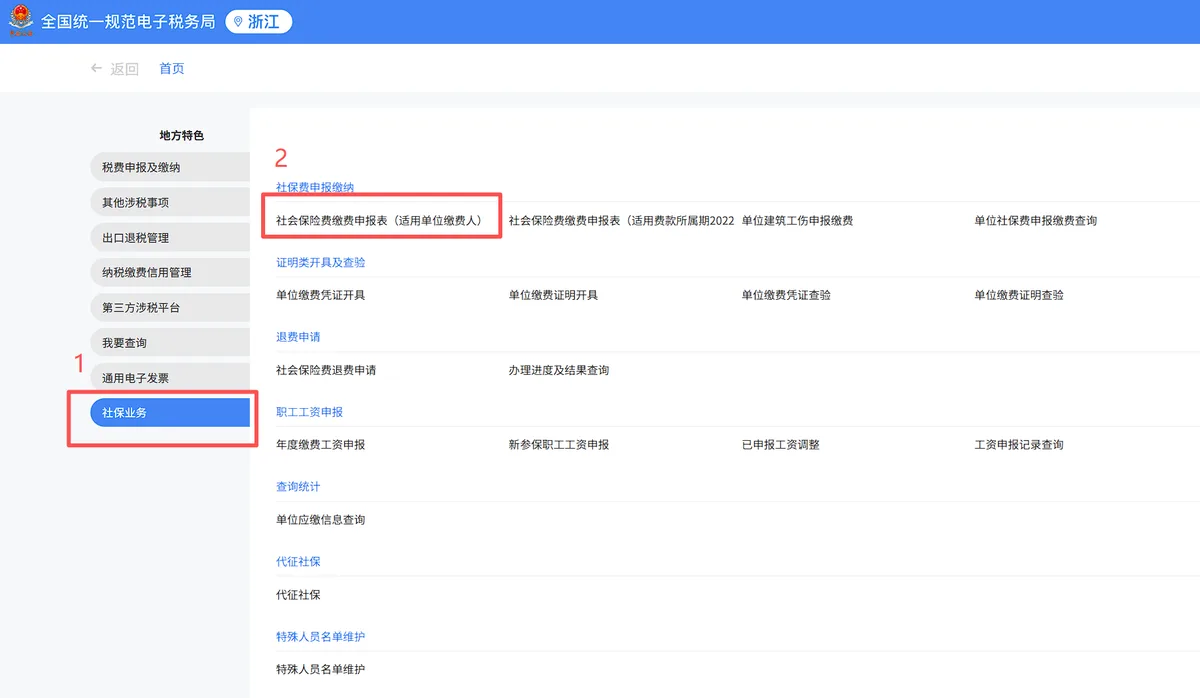 全国统一规范电子税务局 浙江
← 返回 首页
地方特色
税费申报及缴纳
其他涉税事项
出口退税管理
纳税缴费信用管理
第三方涉税平台
我要查询
1
通用电子发票
社保业务
2
社保费申报缴纳
社会保险费缴费申报表（适用单位缴费人） 社会保险费缴费申报表（适用费款所属期2022 单位建筑工伤申报缴费 单位社保费申报缴费查询
证明类开具及查验
单位缴费凭证开具 单位缴费证明开具 单位缴费凭证查验 单位缴费证明查验
退费申请
社会保险费退费申请 办理进度及结果查询
职工工资申报
年度缴费工资申报 新参保职工工资申报 已申报工资调整 工资申报记录查询
查询统计
单位应缴信息查询
代征社保
代征社保
特殊人员名单维护
特殊人员名单维护